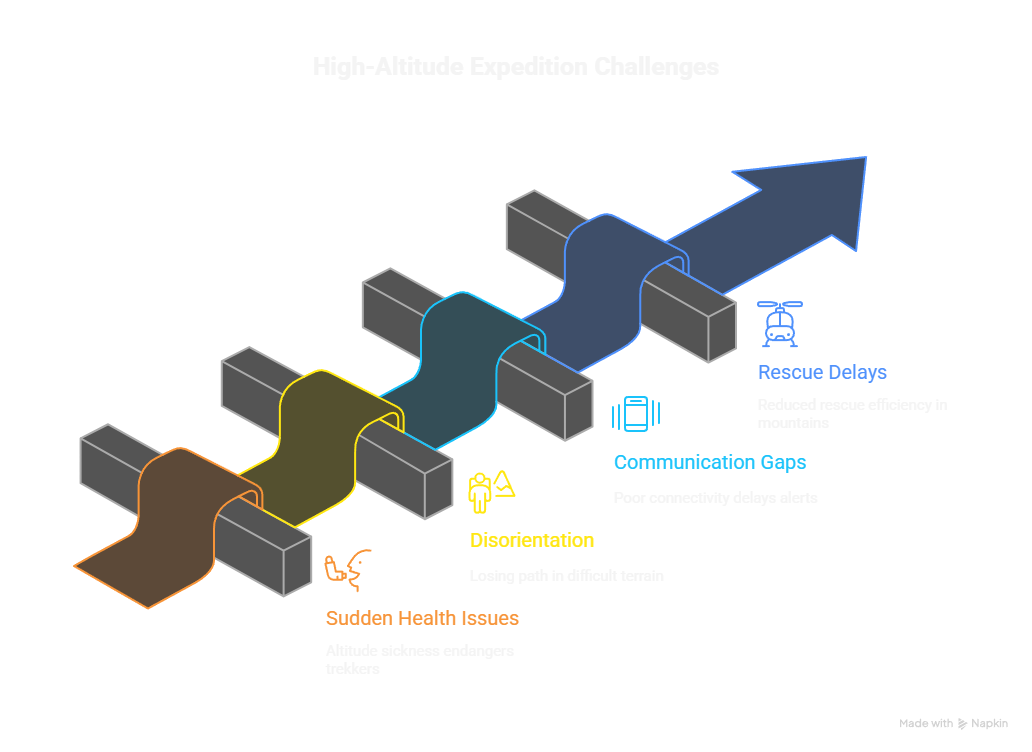 High-Altitude Expedition Challenges
Rescue Delays
Reduced rescue efficiency in
mountains
Communication Gaps
Poor connectivity delays alerts
Disorientation
Losing path in difficult terrain
Sudden Health Issues
Altitude sickness endangers
trekkers
Made with Napkin